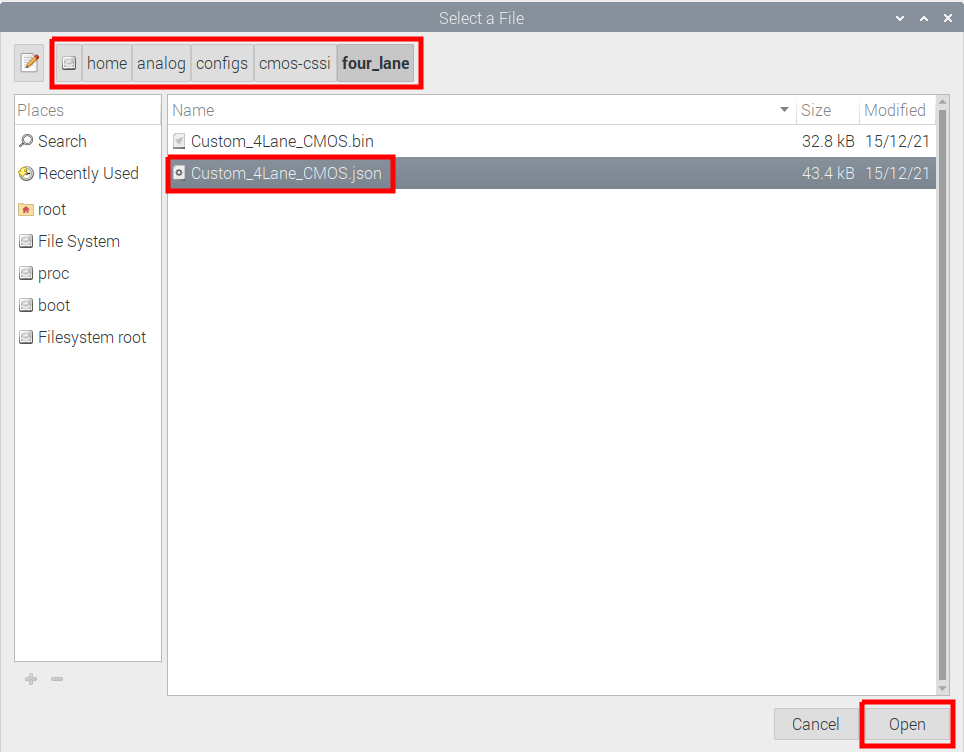 Select a File
home analog configs cmos-cssi four_lane
Places
Search
Recently Used
root
File System
proc
boot
Filesystem root
Name Size Modified
Custom_4Lane_CMOS.bin 32.8 kB 15/12/21
Custom_4Lane_CMOS.json 43.4 kB 15/12/21
Cancel Open